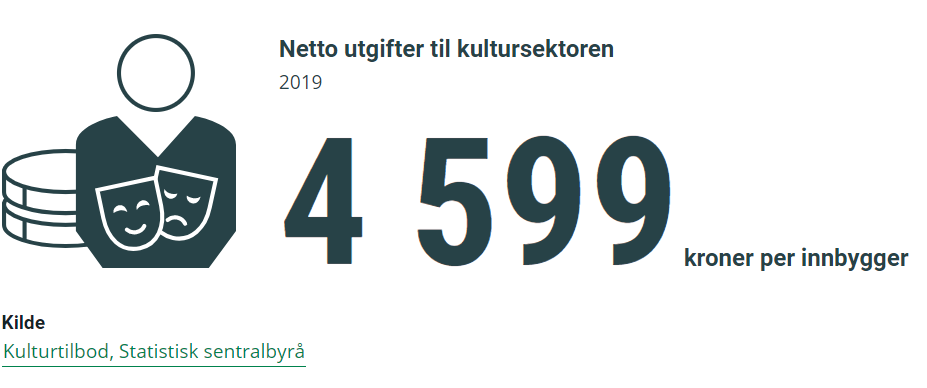 Netto utgifter til kultursektoren
2019
4 599 kroner per innbygger
Kilde
Kulturtilbod, Statistisk sentralbyrå